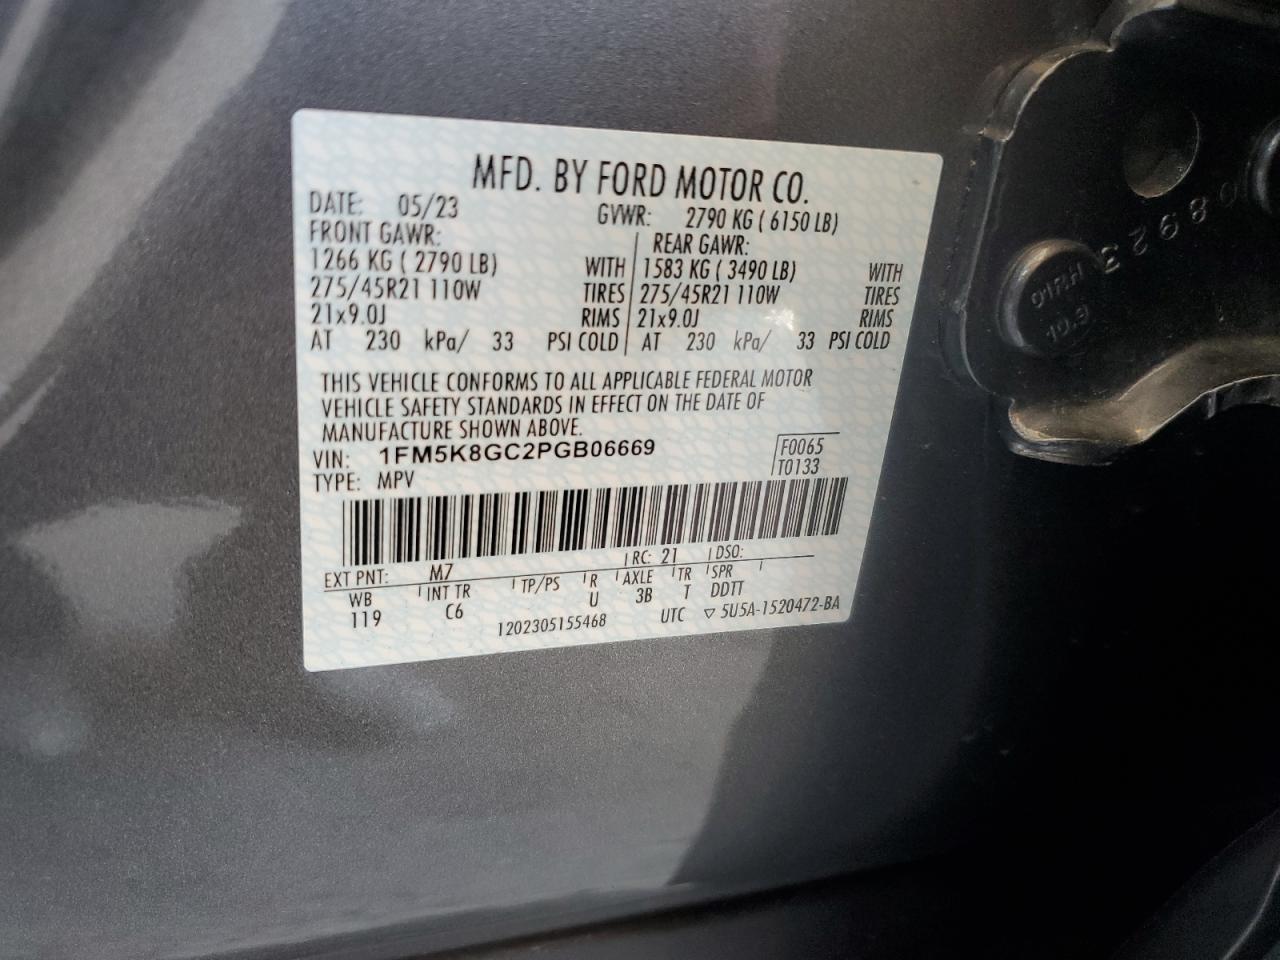 MFD. BY FORD MOTOR CO.
DATE: 05/23 GVWR: 2790 KG ( 6150 LB)
FRONT GAWR: REAR GAWR:
1266 KG ( 2790 LB) WITH 1583 KG ( 3490 LB) WITH
275/45R21 110W TIRES 275/45R21 110W TIRES
21x9.0J RIMS 21x9.0J RIMS
AT 230 kPa/ 33 PSI COLD AT 230 kPa/ 33 PSI COLD
THIS VEHICLE CONFORMS TO ALL APPLICABLE FEDERAL MOTOR
VEHICLE SAFETY STANDARDS IN EFFECT ON THE DATE OF
MANUFACTURE SHOWN ABOVE.
VIN: 1FM5K8GC2PGB06669 F0065
TYPE: MPV T0133
EXT PNT: M7 RC: 21 DSO:
WB INT TR TP/PS R AXLE TR SPR
119 C6 U 3B T DDTT
1202305155468 UTC ▽ 5U5A-1520472-BA